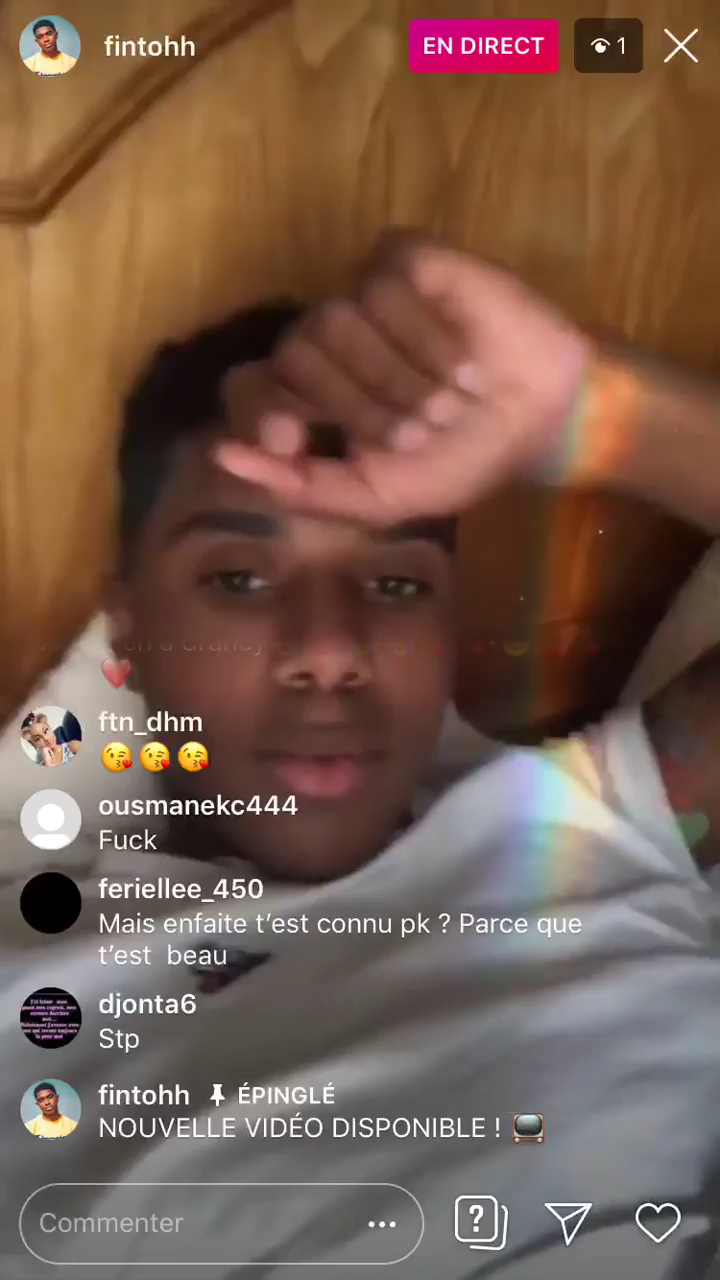 fintohh
EN DIRECT
1
ftn_dhm
😘 😘 😘
ousmanekc444
Fuck
feriellee_450
Mais enfaite t’est connu pk ? Parce que
t’est  beau
djonta6
Stp
fintohh ÉPINGLÉ
NOUVELLE VIDÉO DISPONIBLE ! 📺
Commenter
?